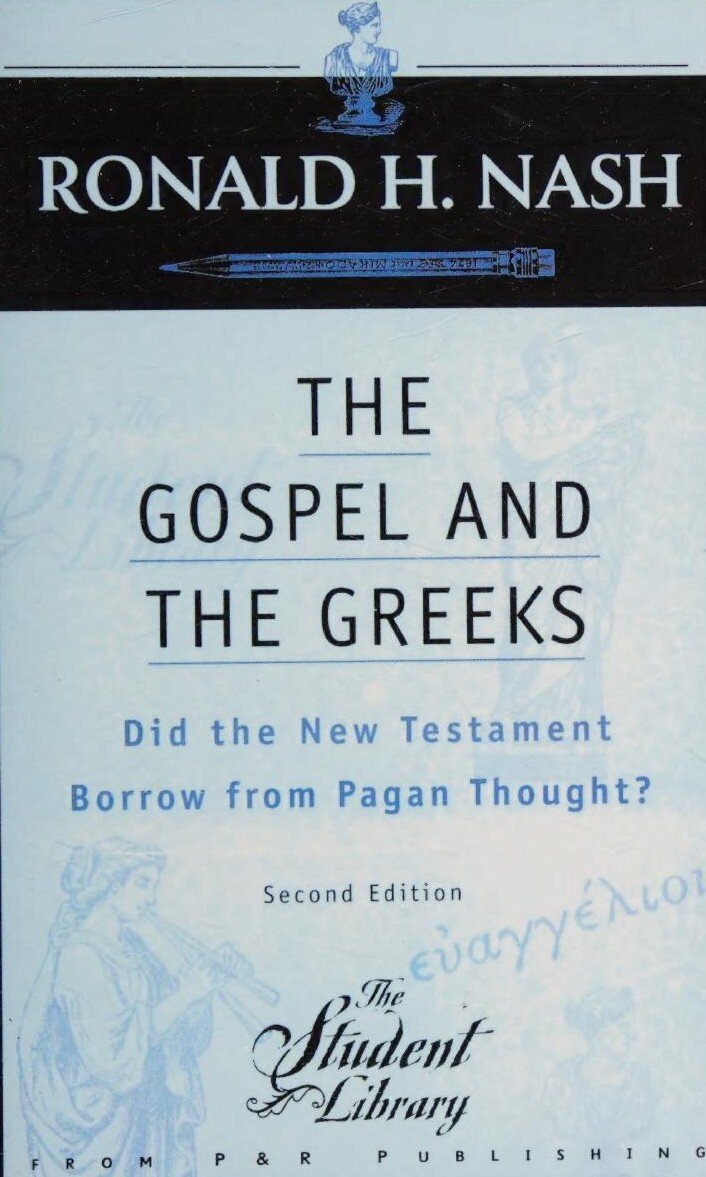 RONALD H. NASH
THE
GOSPEL AND
THE GREEKS
Did the New Testament
Borrow from Pagan Thought?
Second Edition
εὐαγγέλιον
The
Student
Library
FROM P&R PUBLISHING